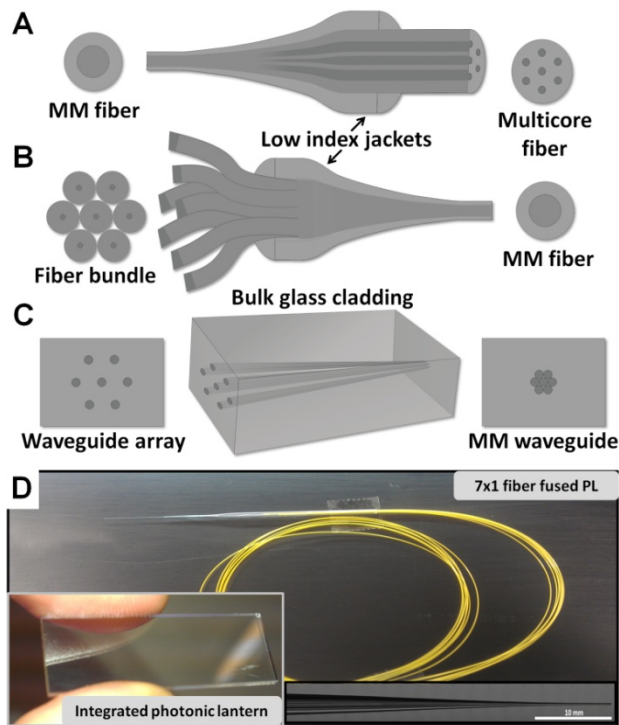 A
MM fiber
Multicore
fiber
Low index jackets
B
Fiber bundle
MM fiber
Bulk glass cladding
C
Waveguide array
MM waveguide
D
7x1 fiber fused PL
Integrated photonic lantern
10 mm